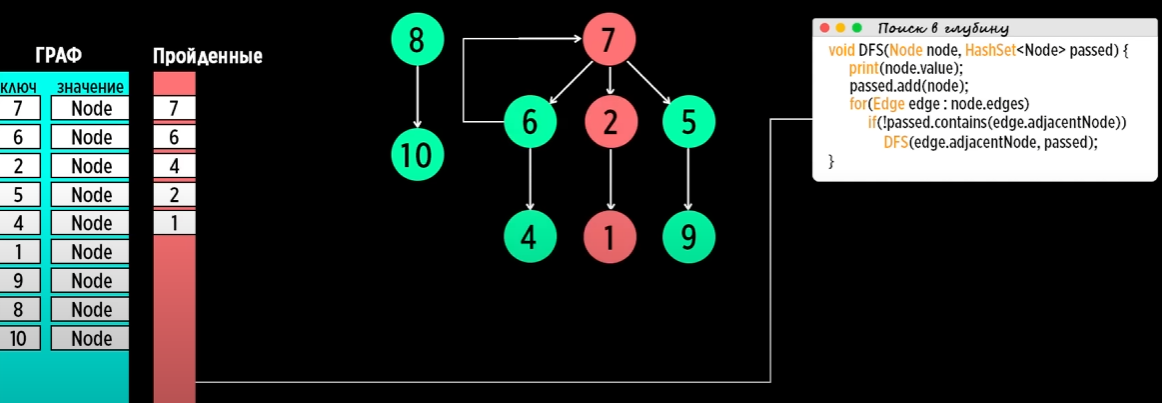 ГРАФ
ключ значение
7 Node
6 Node
2 Node
5 Node
4 Node
1 Node
9 Node
8 Node
10 Node
Пройденные
7
6
4
2
1
8
10
7
6 2 5
4 1 9
Поиск в глубину
void DFS(Node node, HashSet<Node> passed) {
print(node.value);
passed.add(node);
for(Edge edge : node.edges)
if(!passed.contains(edge.adjacentNode))
DFS(edge.adjacentNode, passed);
}